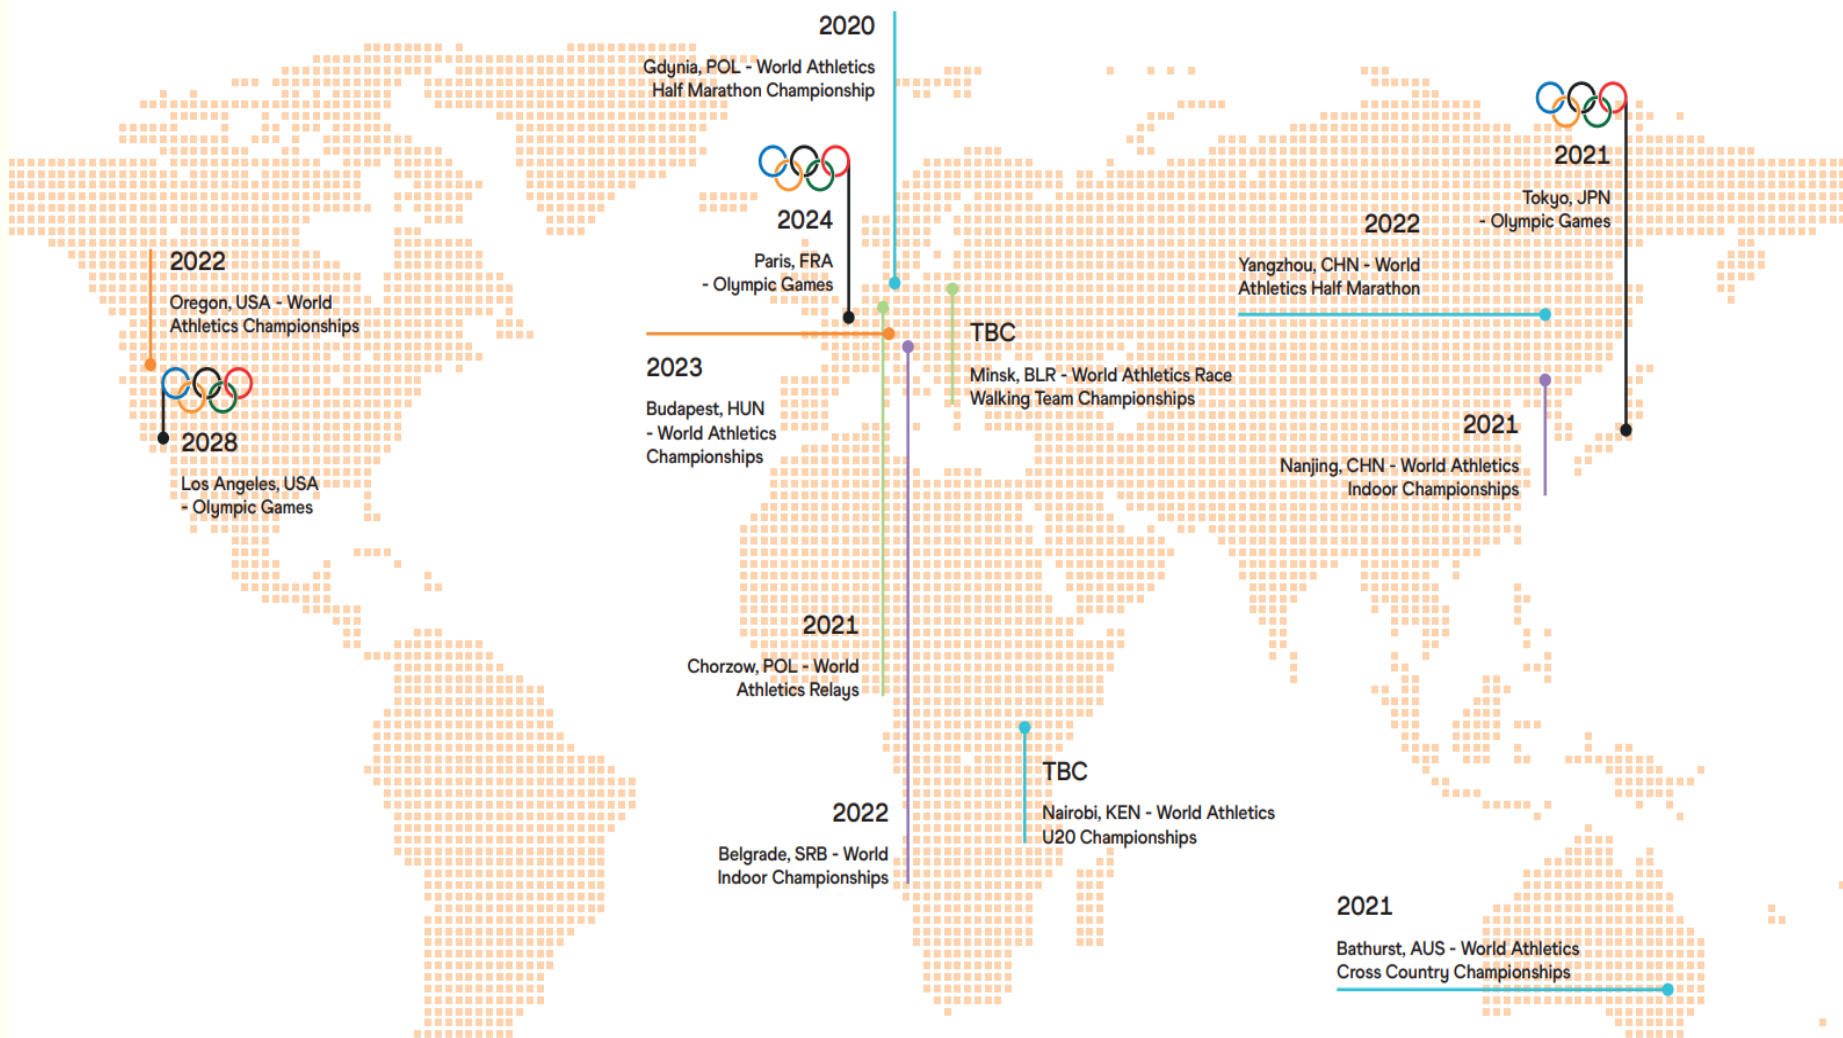 2020
Gdynia, POL - World Athletics
Half Marathon Championship
2024
Paris, FRA
- Olympic Games
2021
Tokyo, JPN
- Olympic Games
2022
Yangzhou, CHN - World
Athletics Half Marathon
2022
Oregon, USA - World
Athletics Championships
2028
Los Angeles, USA
- Olympic Games
2023
Budapest, HUN
- World Athletics
Championships
TBC
Minsk, BLR - World Athletics Race
Walking Team Championships
2021
Nanjing, CHN - World Athletics
Indoor Championships
2021
Chorzow, POL - World
Athletics Relays
TBC
Nairobi, KEN - World Athletics
U20 Championships
2022
Belgrade, SRB - World
Indoor Championships
2021
Bathurst, AUS - World Athletics
Cross Country Championships